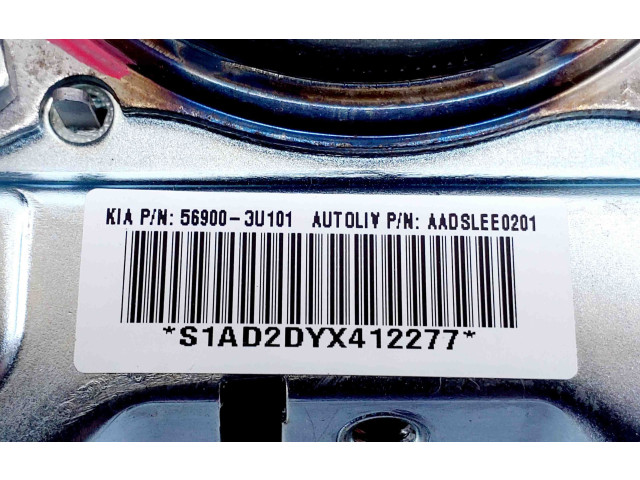 KIA P/N: 56900-3U101 AUTOLIV P/N: AADSLEE0201
*S1AD2DYX412277*